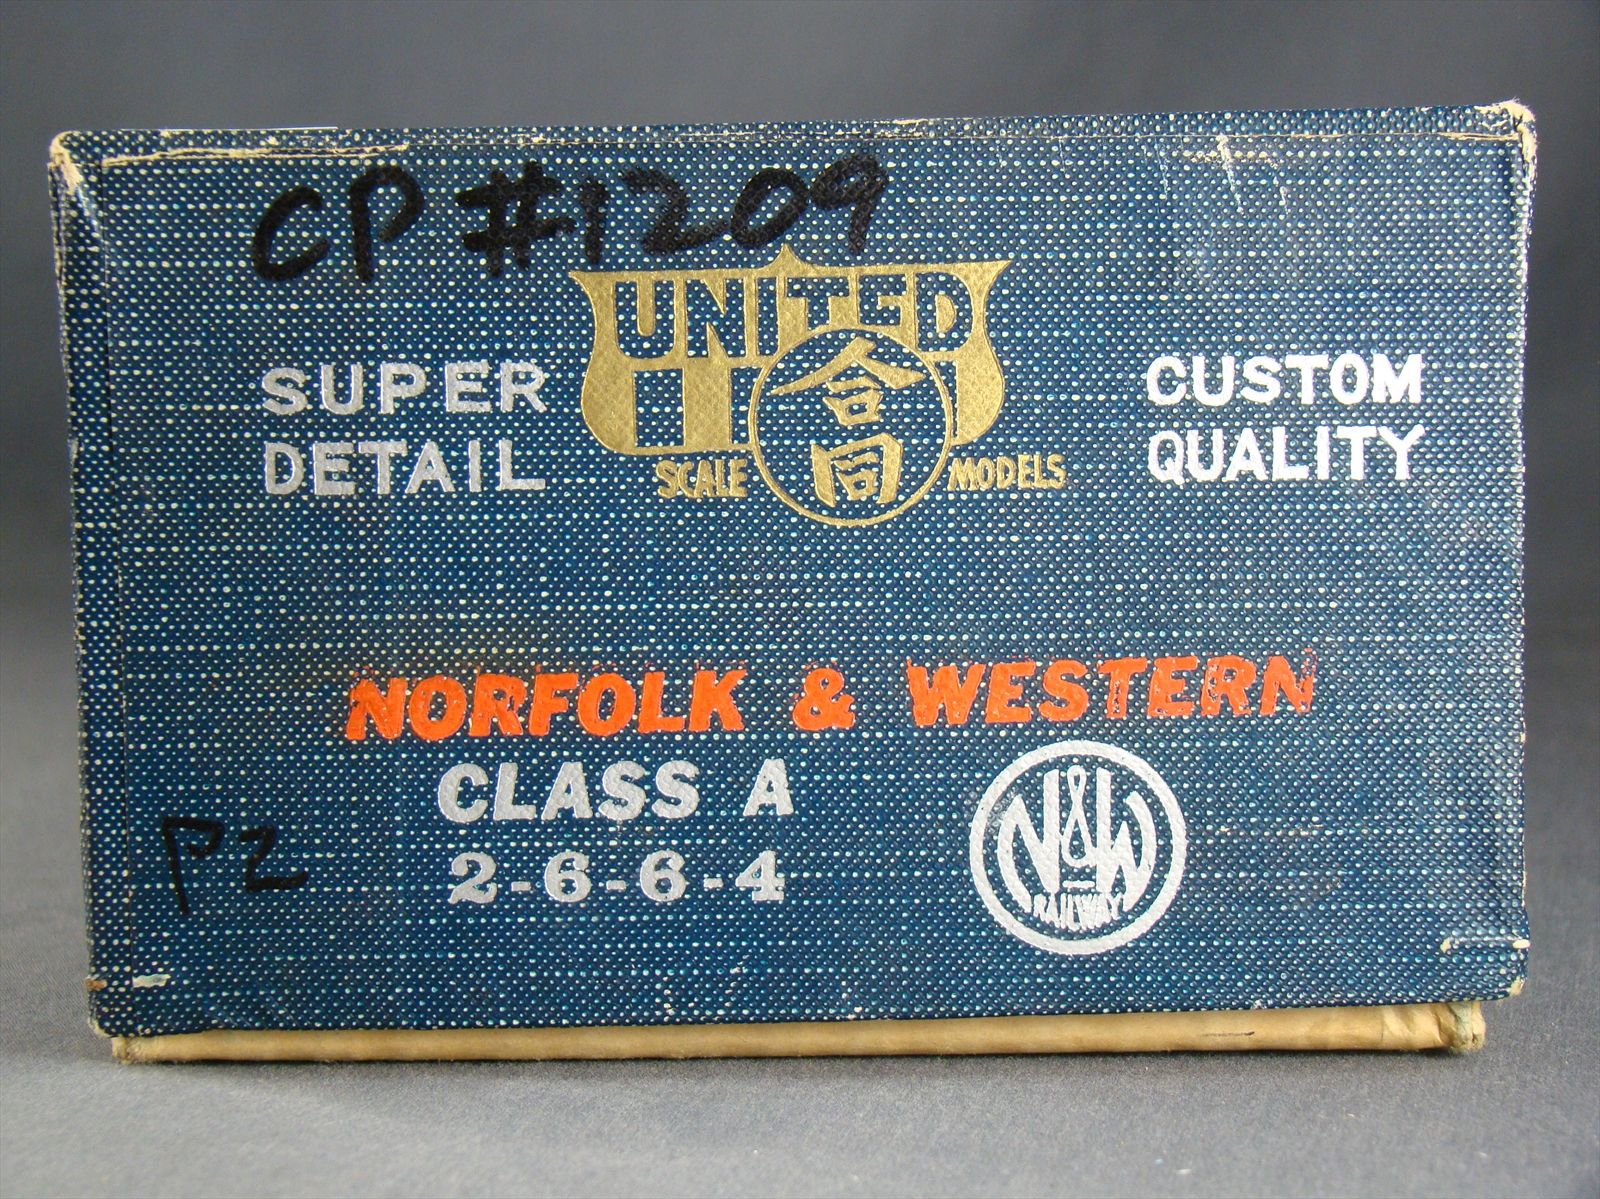 CP #1209
UNITED
合同
SCALE MODELS
SUPER
DETAIL
CUSTOM
QUALITY
NORFOLK & WESTERN
CLASS A
2-6-6-4
N&W
RAILWAY
PZ